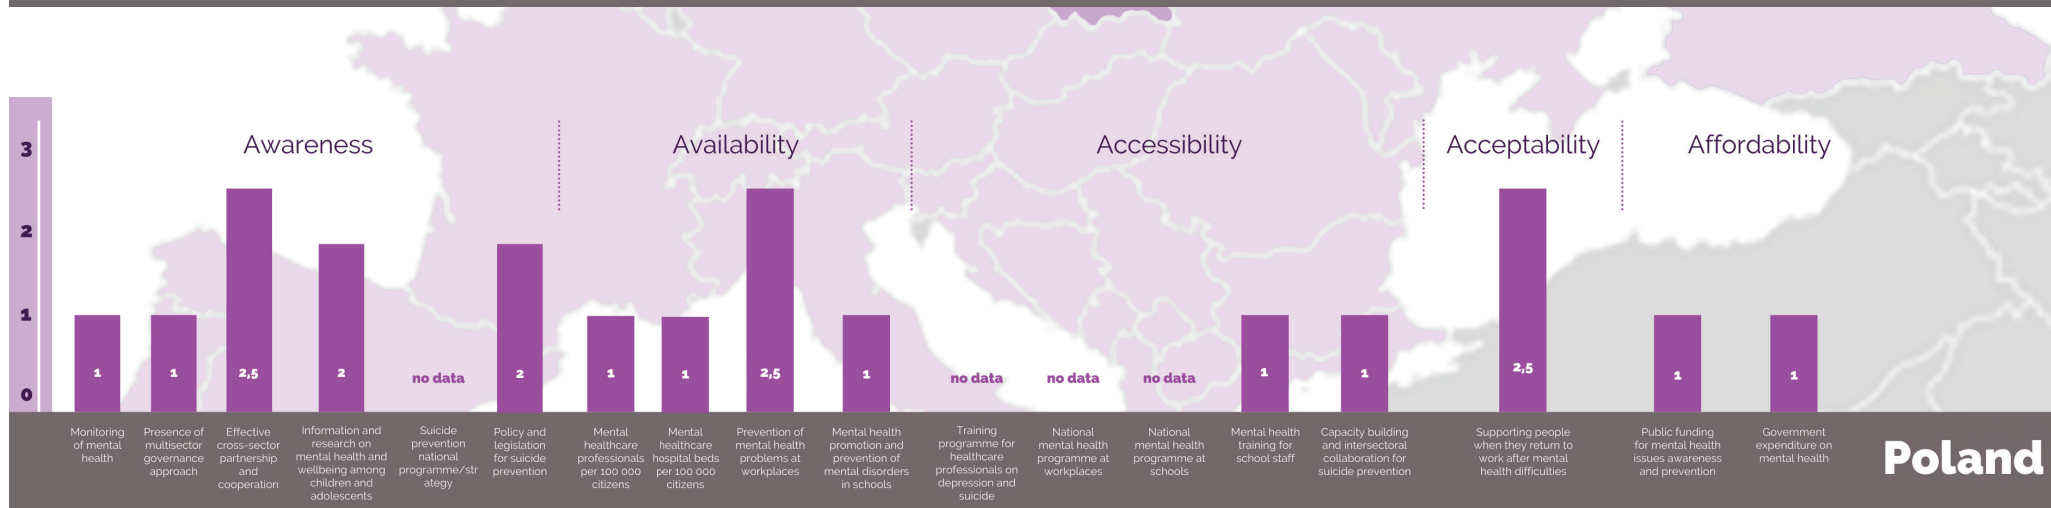 Awareness
Availability
Accessibility
Acceptability
Affordability
3
2
1
0
1
1
2,5
2
no data
2
1
1
2,5
1
no data
no data
no data
1
1
2,5
1
1
Monitoring
of mental
health
Presence of
multisector
governance
approach
Effective
cross-sector
partnership
and
cooperation
Information and
research on
mental health and
wellbeing among
children and
adolescents
Suicide
prevention
national
programme/str
ategy
Policy and
legislation
for suicide
prevention
Mental
healthcare
professionals
per 100 000
citizens
Mental
healthcare
hospital beds
per 100 000
citizens
Prevention of
mental health
problems at
workplaces
Mental health
promotion and
prevention of
mental disorders
in schools
Training
programme for
healthcare
professionals on
depression and
suicide
National
mental health
programme at
workplaces
National
mental health
programme at
schools
Mental health
training for
school staff
Capacity building
and intersectoral
collaboration for
suicide prevention
Supporting people
when they return to
work after mental
health difficulties
Public funding
for mental health
issues awareness
and prevention
Government
expenditure on
mental health
Poland